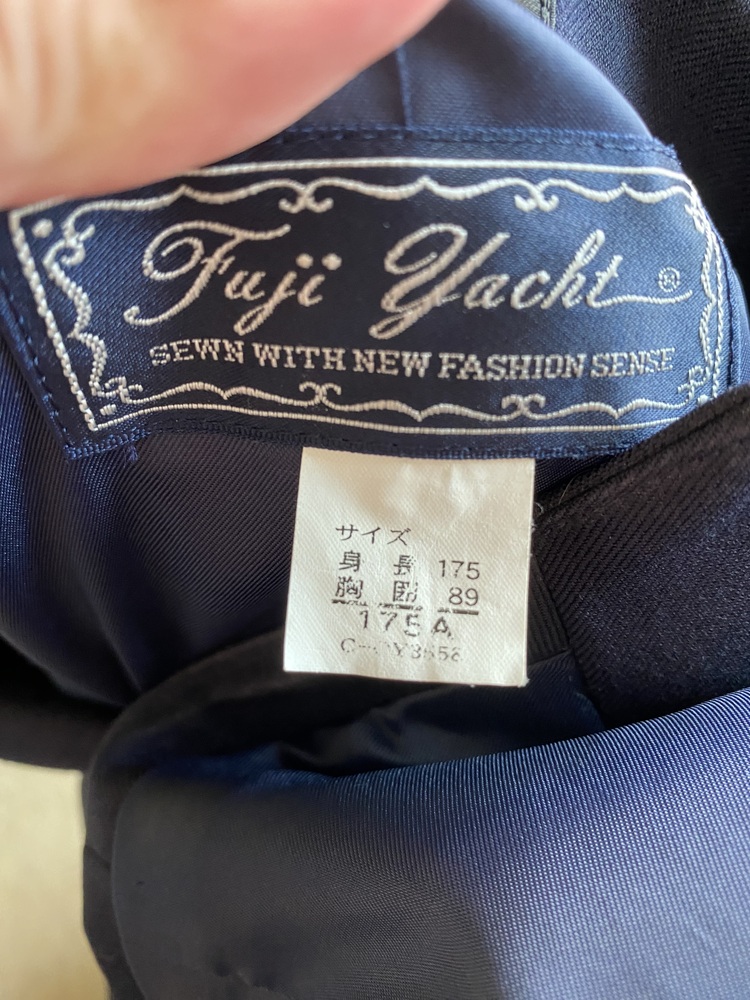 Fuji Yacht ®
SEWN WITH NEW FASHION SENSE
サイズ
身長 175
胸囲 89
175A